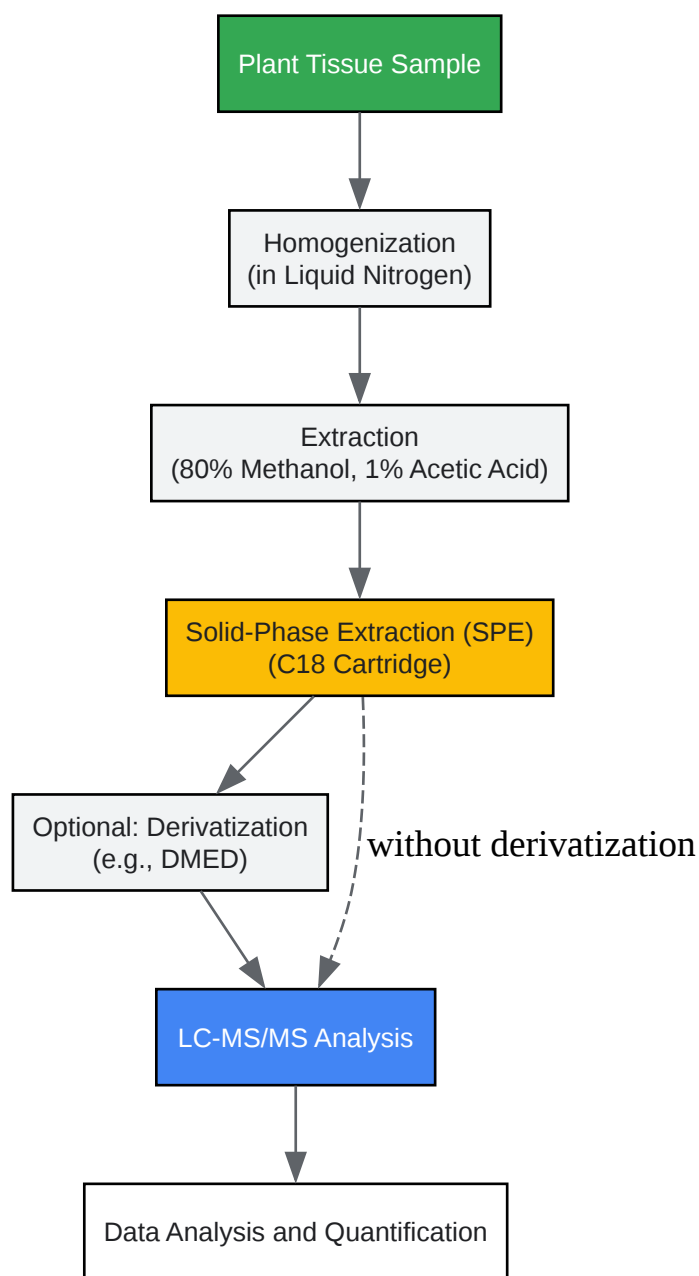 Plant Tissue Sample
Homogenization
(in Liquid Nitrogen)
Extraction
(80% Methanol, 1% Acetic Acid)
Solid-Phase Extraction (SPE)
(C18 Cartridge)
Optional: Derivatization
(e.g., DMED)
without derivatization
LC-MS/MS Analysis
Data Analysis and Quantification